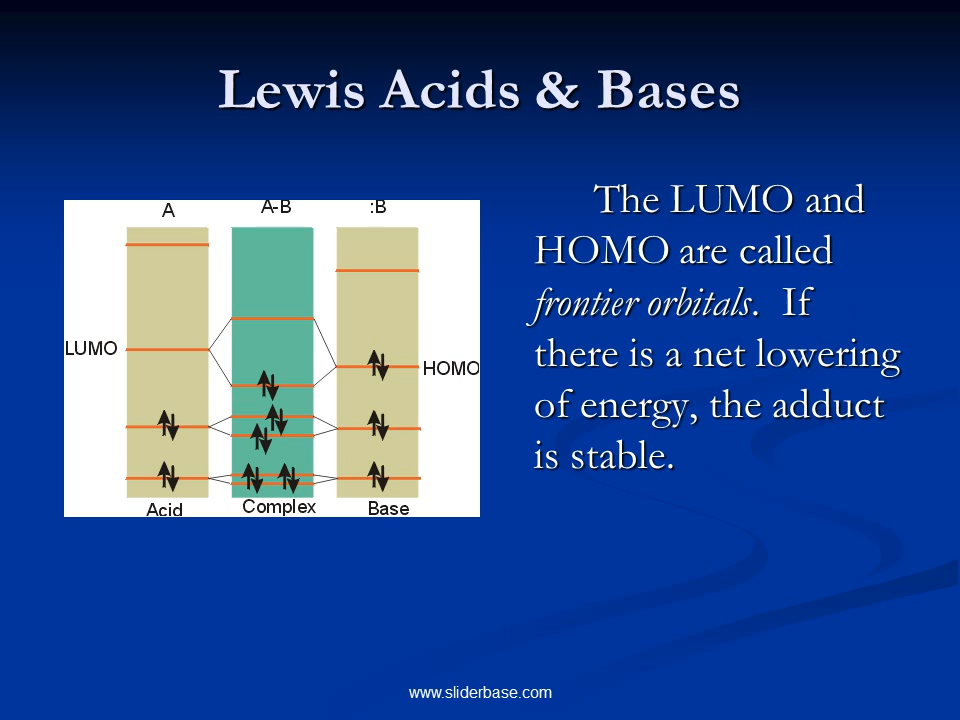 Lewis Acids & Bases
A A-B :B
LUMO
HOMO
Acid Complex Base
The LUMO and
HOMO are called
frontier orbitals. If
there is a net lowering
of energy, the adduct
is stable.
www.sliderbase.com